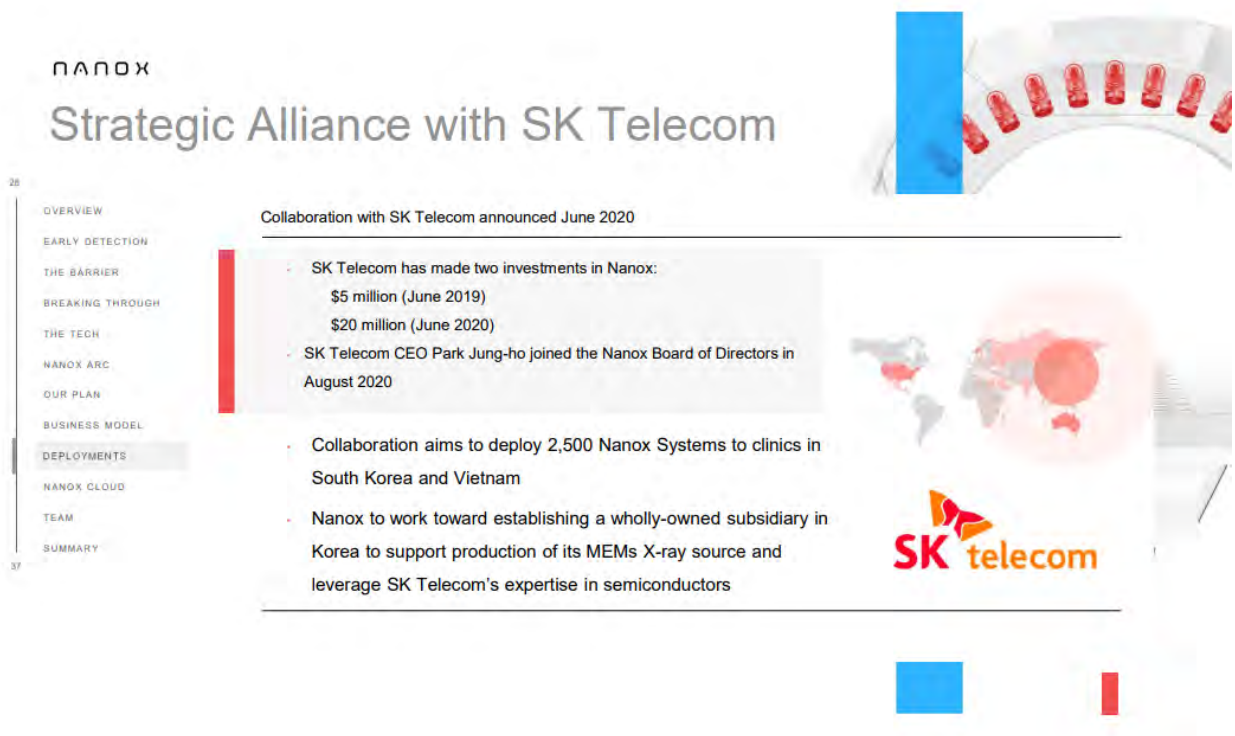 NANOX
Strategic Alliance with SK Telecom
26
OVERVIEW
EARLY DETECTION
THE BARRIER
BREAKING THROUGH
THE TECH
NANOX ARC
OUR PLAN
BUSINESS MODEL
DEPLOYMENTS
NANOX CLOUD
TEAM
SUMMARY
37
Collaboration with SK Telecom announced June 2020
· SK Telecom has made two investments in Nanox:
$5 million (June 2019)
$20 million (June 2020)
· SK Telecom CEO Park Jung-ho joined the Nanox Board of Directors in
August 2020
· Collaboration aims to deploy 2,500 Nanox Systems to clinics in
South Korea and Vietnam
· Nanox to work toward establishing a wholly-owned subsidiary in
Korea to support production of its MEMs X-ray source and
leverage SK Telecom's expertise in semiconductors
SK telecom